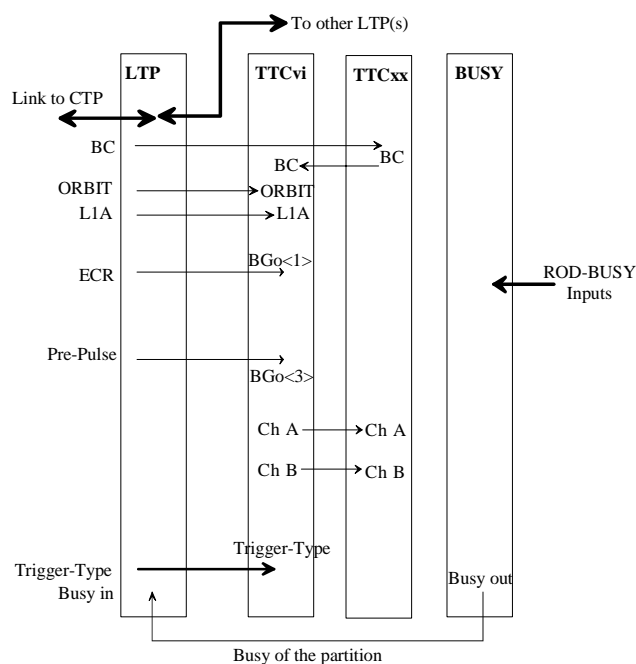 To other LTP(s)
LTP
TTCvi
TTCxx
BUSY
Link to CTP
BC
BC
BC
ORBIT
ORBIT
L1A
L1A
BGo<1>
ECR
ROD-BUSY
Inputs
Pre-Pulse
BGo<3>
Ch A
Ch A
Ch B
Ch B
Trigger-Type
Trigger-Type
Busy in
Busy out
Busy of the partition